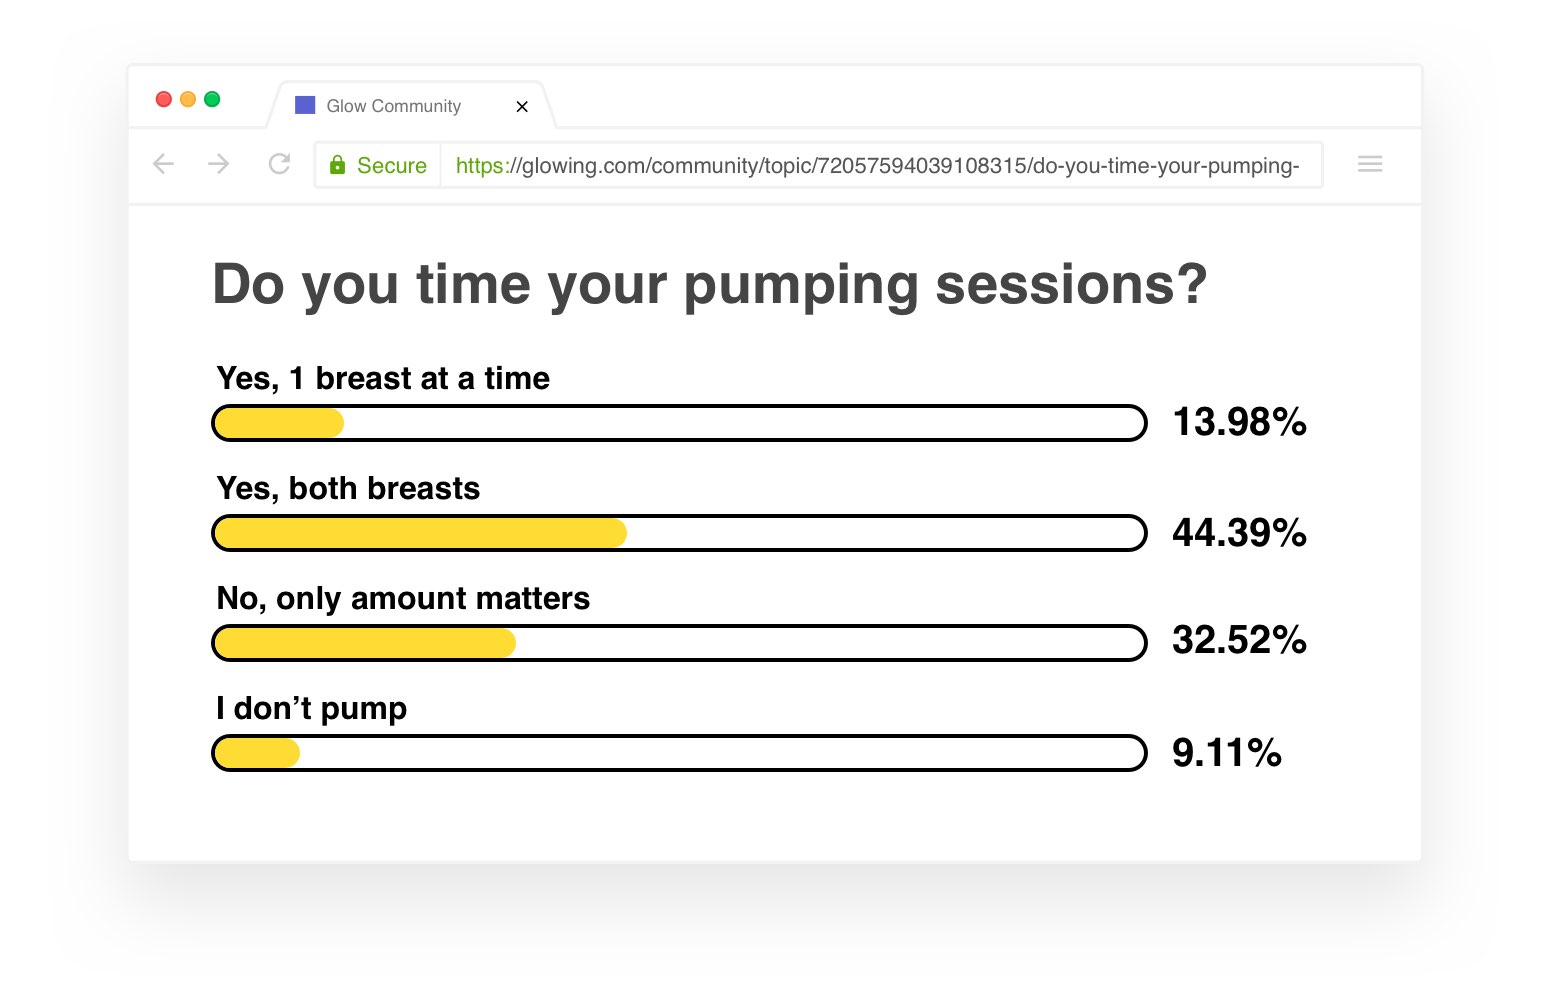 Glow Community
Secure https://glowing.com/community/topic/72057594039108315/do-you-time-your-pumping-
Do you time your pumping sessions?
Yes, 1 breast at a time
13.98%
Yes, both breasts
44.39%
No, only amount matters
32.52%
I don’t pump
9.11%